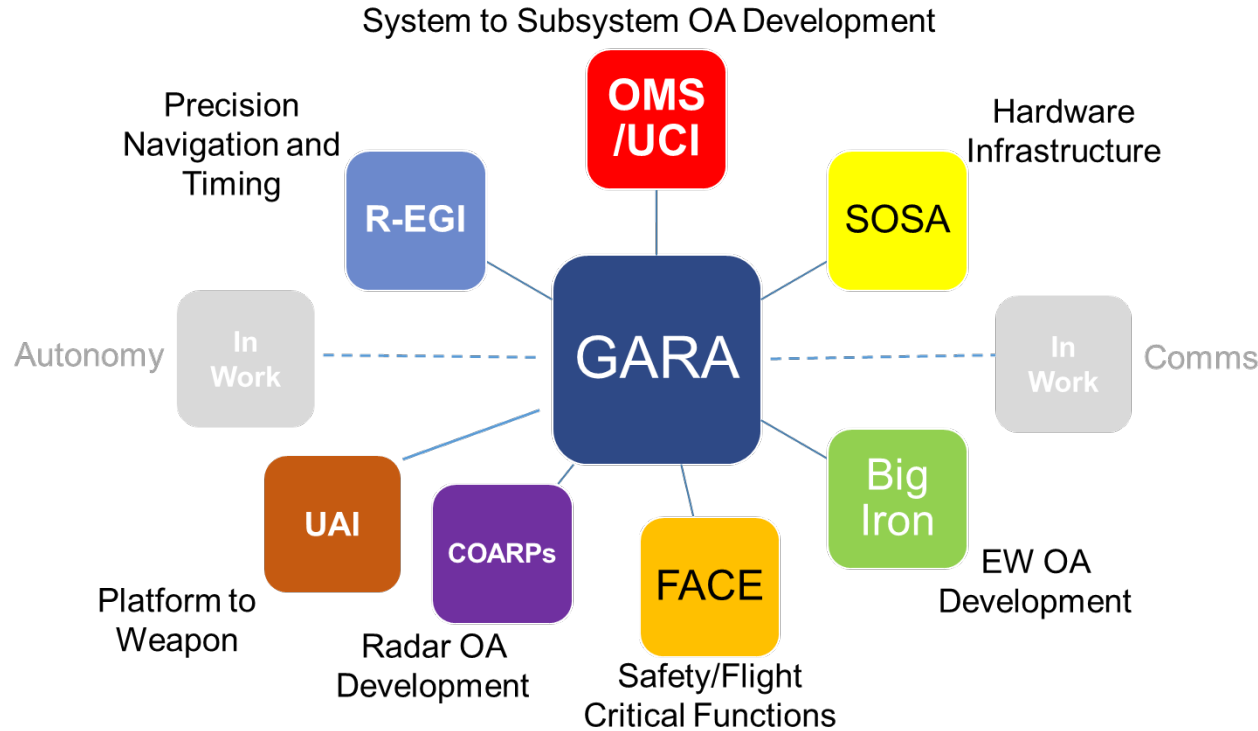 System to Subsystem OA Development
OMS
/UCI
Precision
Navigation and
Timing
R-EGI
Hardware
Infrastructure
SOSA
GARA
Autonomy
In
Work
In
Work
Comms
UAI
Platform to
Weapon
COARPs
Radar OA
Development
FACE
Safety/Flight
Critical Functions
Big
Iron
EW OA
Development